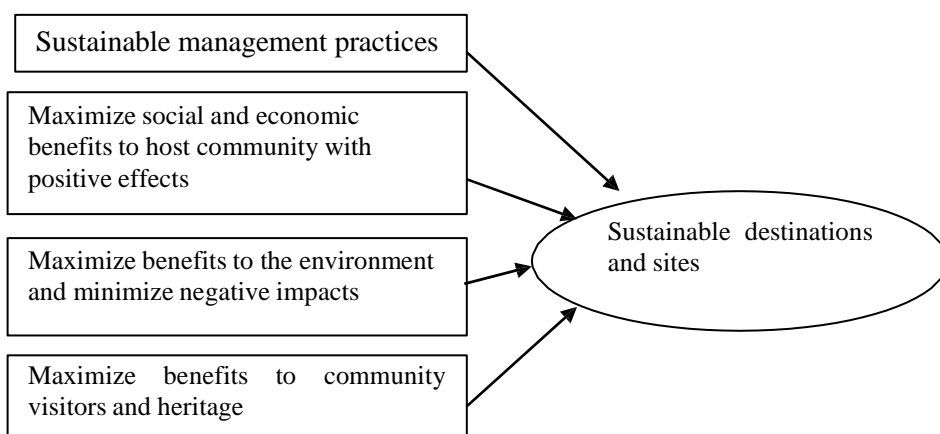 Sustainable management practices
Maximize social and economic
benefits to host community with
positive effects
Sustainable destinations
and sites
Maximize benefits to the environment
and minimize negative impacts
Maximize benefits to community
visitors and heritage